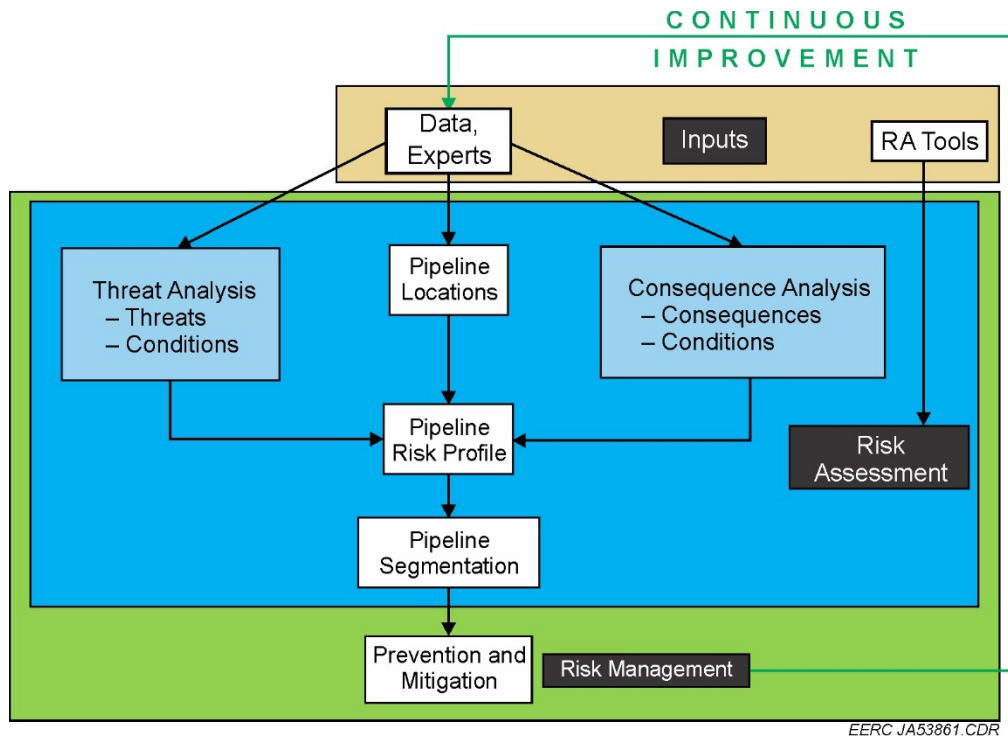 CONTINUOUS
IMPROVEMENT
Data,
Experts
Inputs
RA Tools
Threat Analysis
– Threats
– Conditions
Pipeline
Locations
Consequence Analysis
– Consequences
– Conditions
Pipeline
Risk Profile
Risk
Assessment
Pipeline
Segmentation
Prevention and
Mitigation
Risk Management
EERC JA53861.CDR